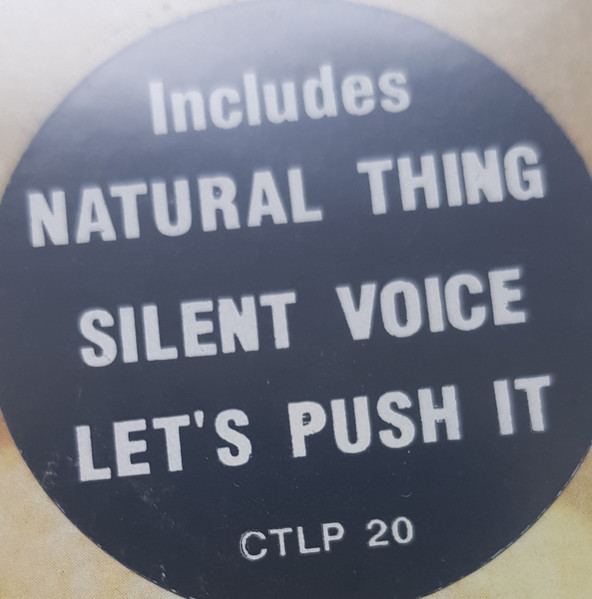 Includes
NATURAL THING
SILENT VOICE
LET'S PUSH IT
CTLP 20